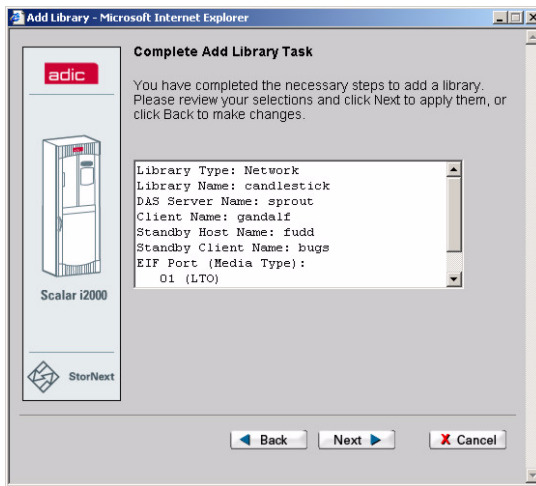 Add Library - Microsoft Internet Explorer
adic
Complete Add Library Task
You have completed the necessary steps to add a library.
Please review your selections and click Next to apply them, or
click Back to make changes.
Library Type: Network
Library Name: candlestick
DAS Server Name: sprout
Client Name: gandalf
Standby Host Name: fudd
Standby Client Name: bugs
EIF Port (Media Type):
01 (LTO)
Scalar i2000
StorNext
Back
Next
X Cancel